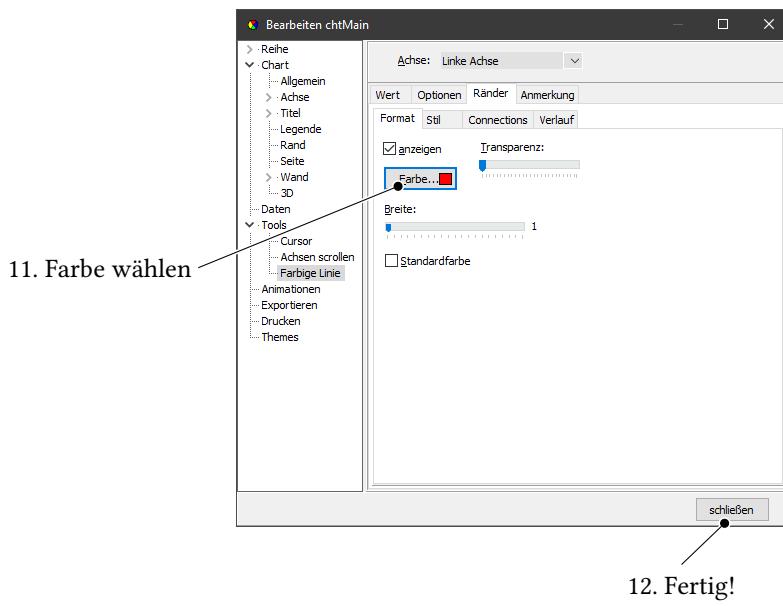 Bearbeiten chtMain
Reihe
Chart
Allgemein
Achse
Titel
Legende
Rand
Seite
Wand
3D
Daten
Tools
Cursor
Achsen scrollen
Farbige Linie
Animationen
Exportieren
Drucken
Themes
Achse: Linke Achse
Wert Optionen Ränder Anmerkung
Format Stil Connections Verlauf
anzeigen Transparenz:
Farbe...
Breite:
1
Standardfarbe
schließen
11. Farbe wählen
12. Fertig!